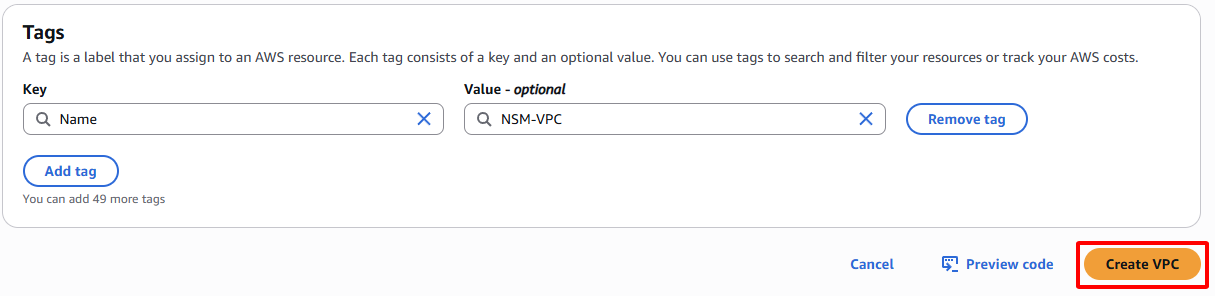 Tags
A tag is a label that you assign to an AWS resource. Each tag consists of a key and an optional value. You can use tags to search and filter your resources or track your AWS costs.
Key
Value - optional
Name
NSM-VPC
Remove tag
Add tag
You can add 49 more tags
Cancel
Preview code
Create VPC